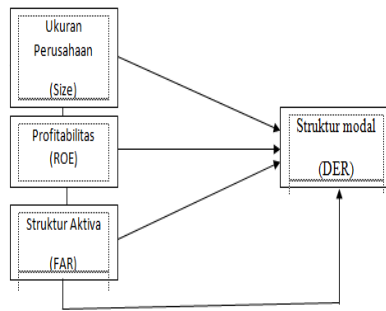 Ukuran
Perusahaan
(Size)
Profitabilitas
(ROE)
Struktur Aktiva
(FAR)
Struktur modal
(DER)